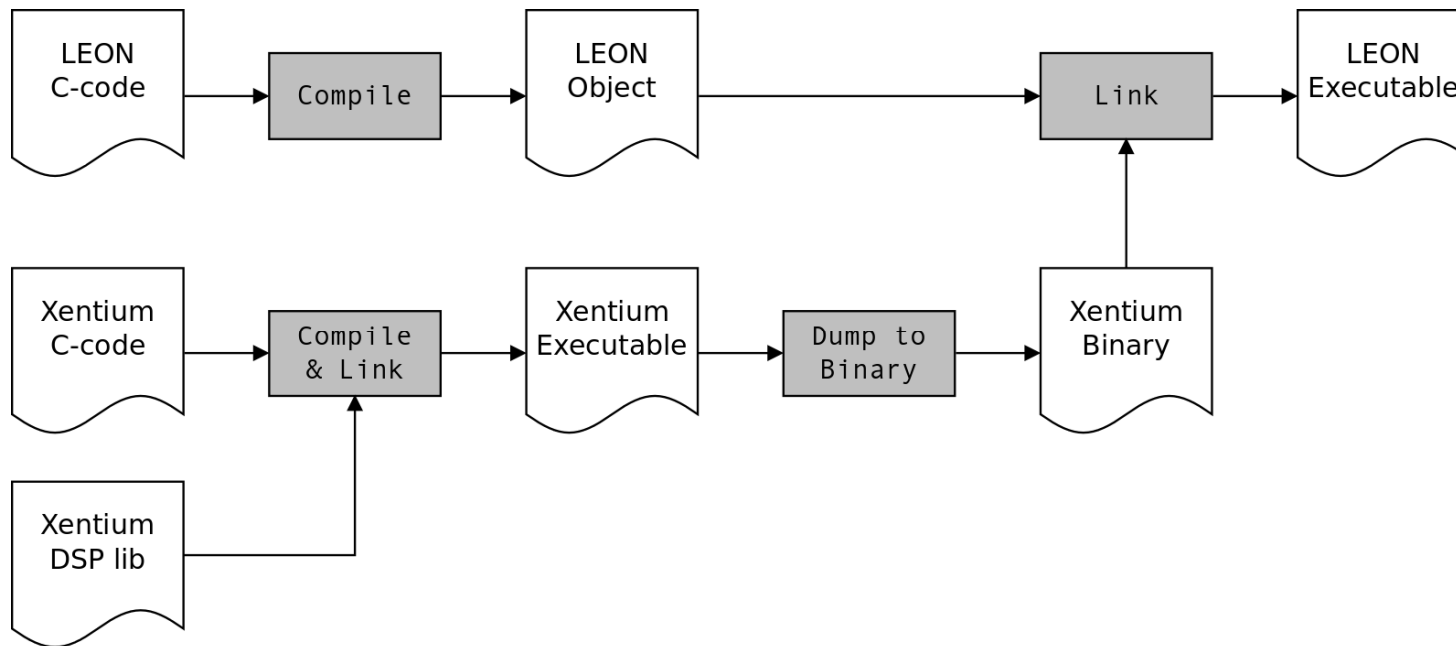 LEON
C-code
Compile
LEON
Object
Link
LEON
Executable
Xentium
C-code
Compile
& Link
Xentium
Executable
Dump to
Binary
Xentium
Binary
Xentium
DSP lib